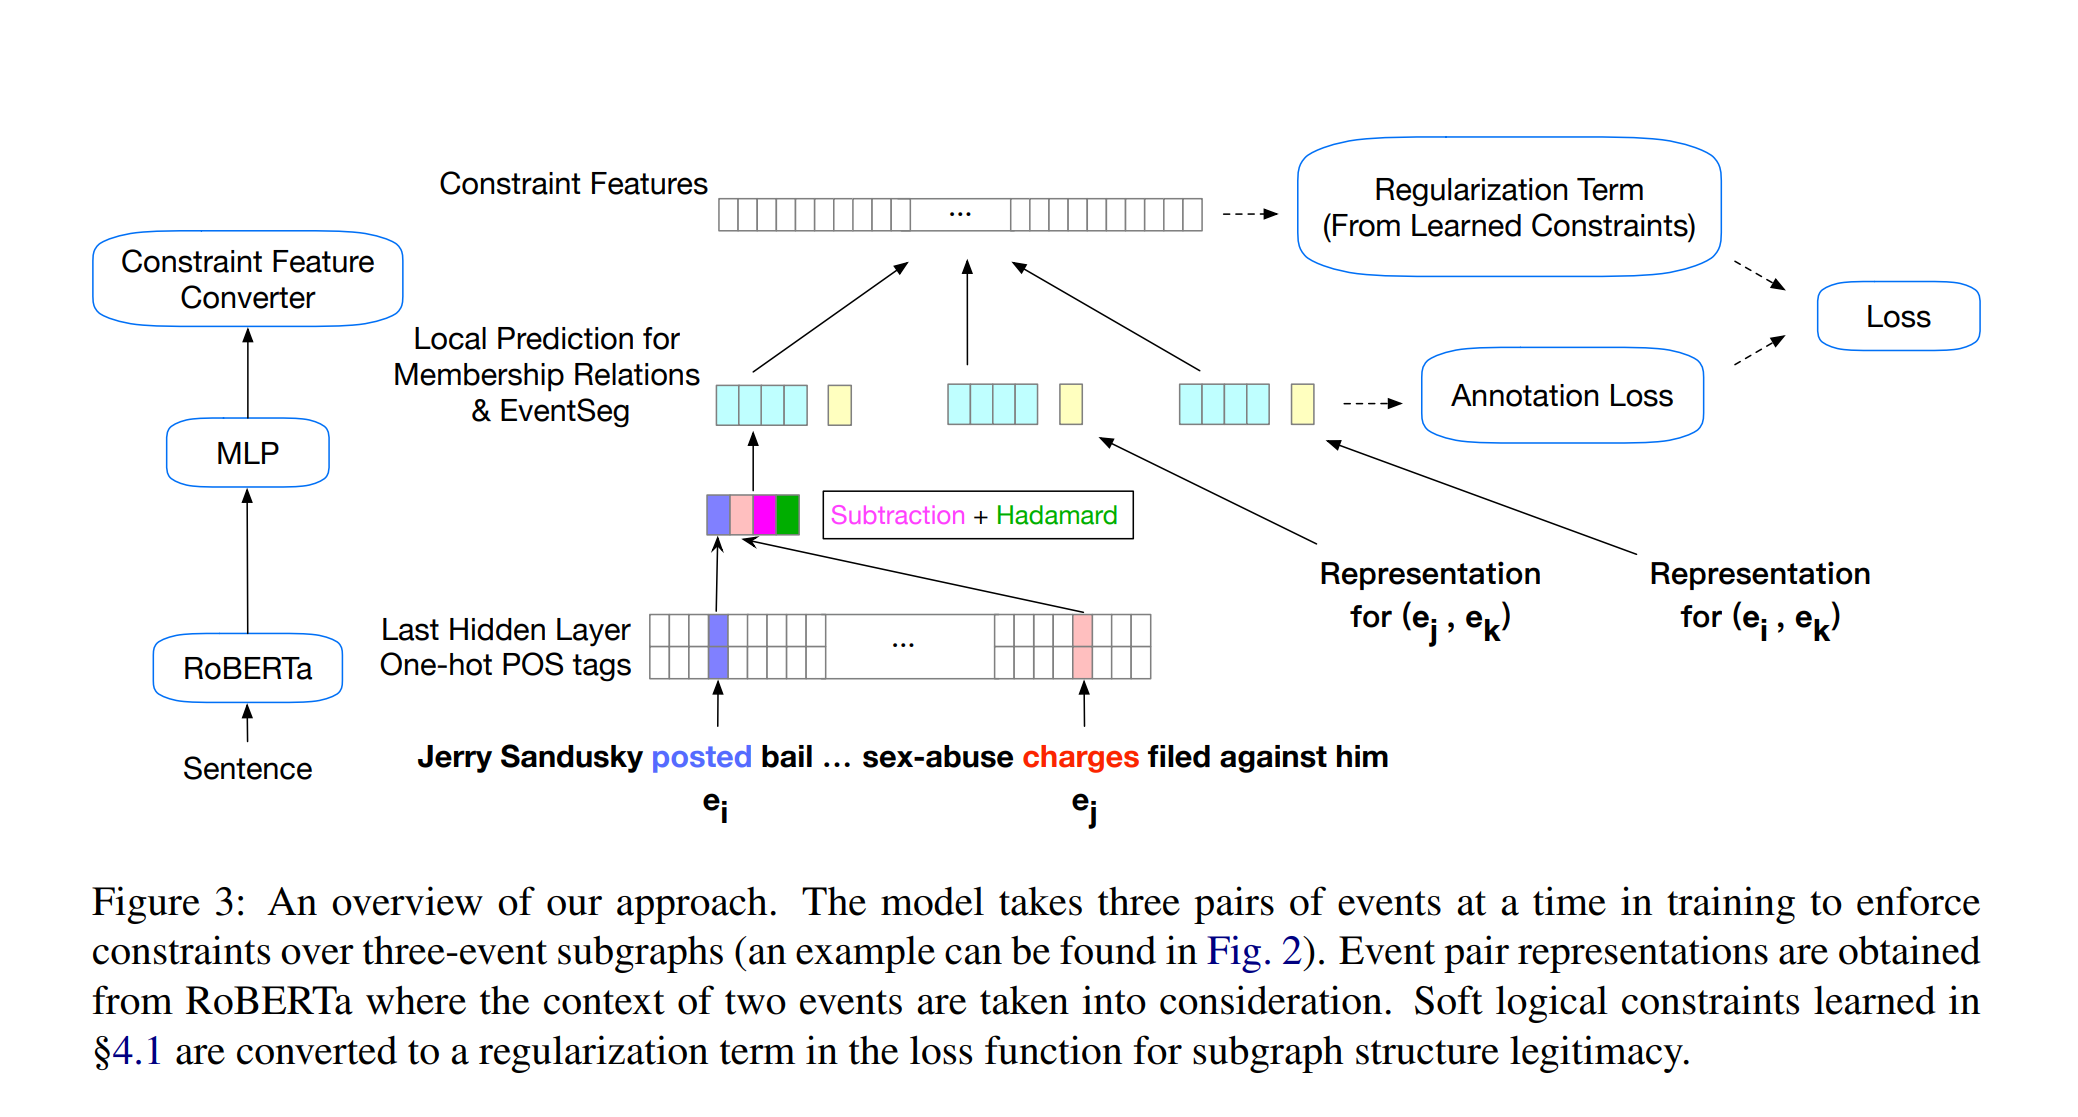 Constraint Features
...
Regularization Term
(From Learned Constraints)
Constraint Feature
Converter
Loss
Local Prediction for
Membership Relations
& EventSeg
Annotation Loss
MLP
Subtraction + Hadamard
Representation
for (ej , ek)
Representation
for (ei , ek)
Last Hidden Layer
One-hot POS tags
...
RoBERTa
Sentence
Jerry Sandusky posted bail ... sex-abuse charges filed against him
ei
ej
Figure 3: An overview of our approach. The model takes three pairs of events at a time in training to enforce
constraints over three-event subgraphs (an example can be found in Fig. 2). Event pair representations are obtained
from RoBERTa where the context of two events are taken into consideration. Soft logical constraints learned in
§4.1 are converted to a regularization term in the loss function for subgraph structure legitimacy.